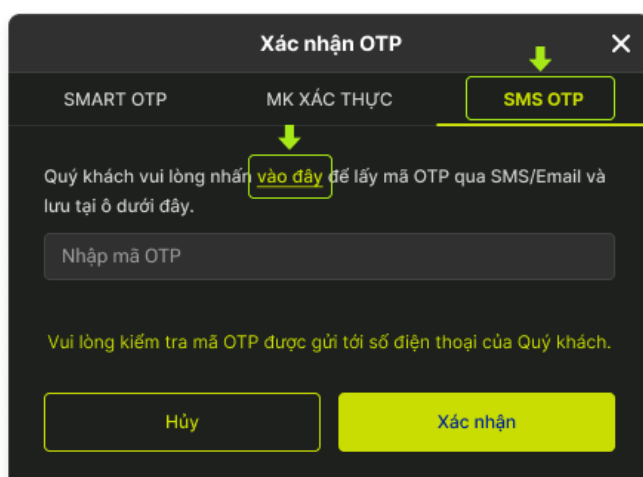 Xác nhận OTP
SMART OTP
MK XÁC THỰC
SMS OTP
Quý khách vui lòng nhấn vào đây để lấy mã OTP qua SMS/Email và
lưu tại ô dưới đây.
Nhập mã OTP
Vui lòng kiểm tra mã OTP được gửi tới số điện thoại của Quý khách.
Hủy
Xác nhận